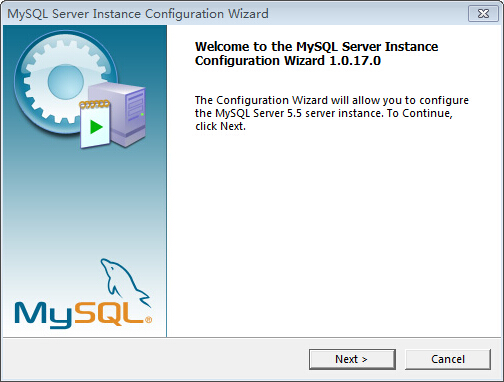 MySQL Server Instance Configuration Wizard
Welcome to the MySQL Server Instance
Configuration Wizard 1.0.17.0
The Configuration Wizard will allow you to configure
the MySQL Server 5.5 server instance. To Continue,
click Next.
MySQL®
Next >
Cancel